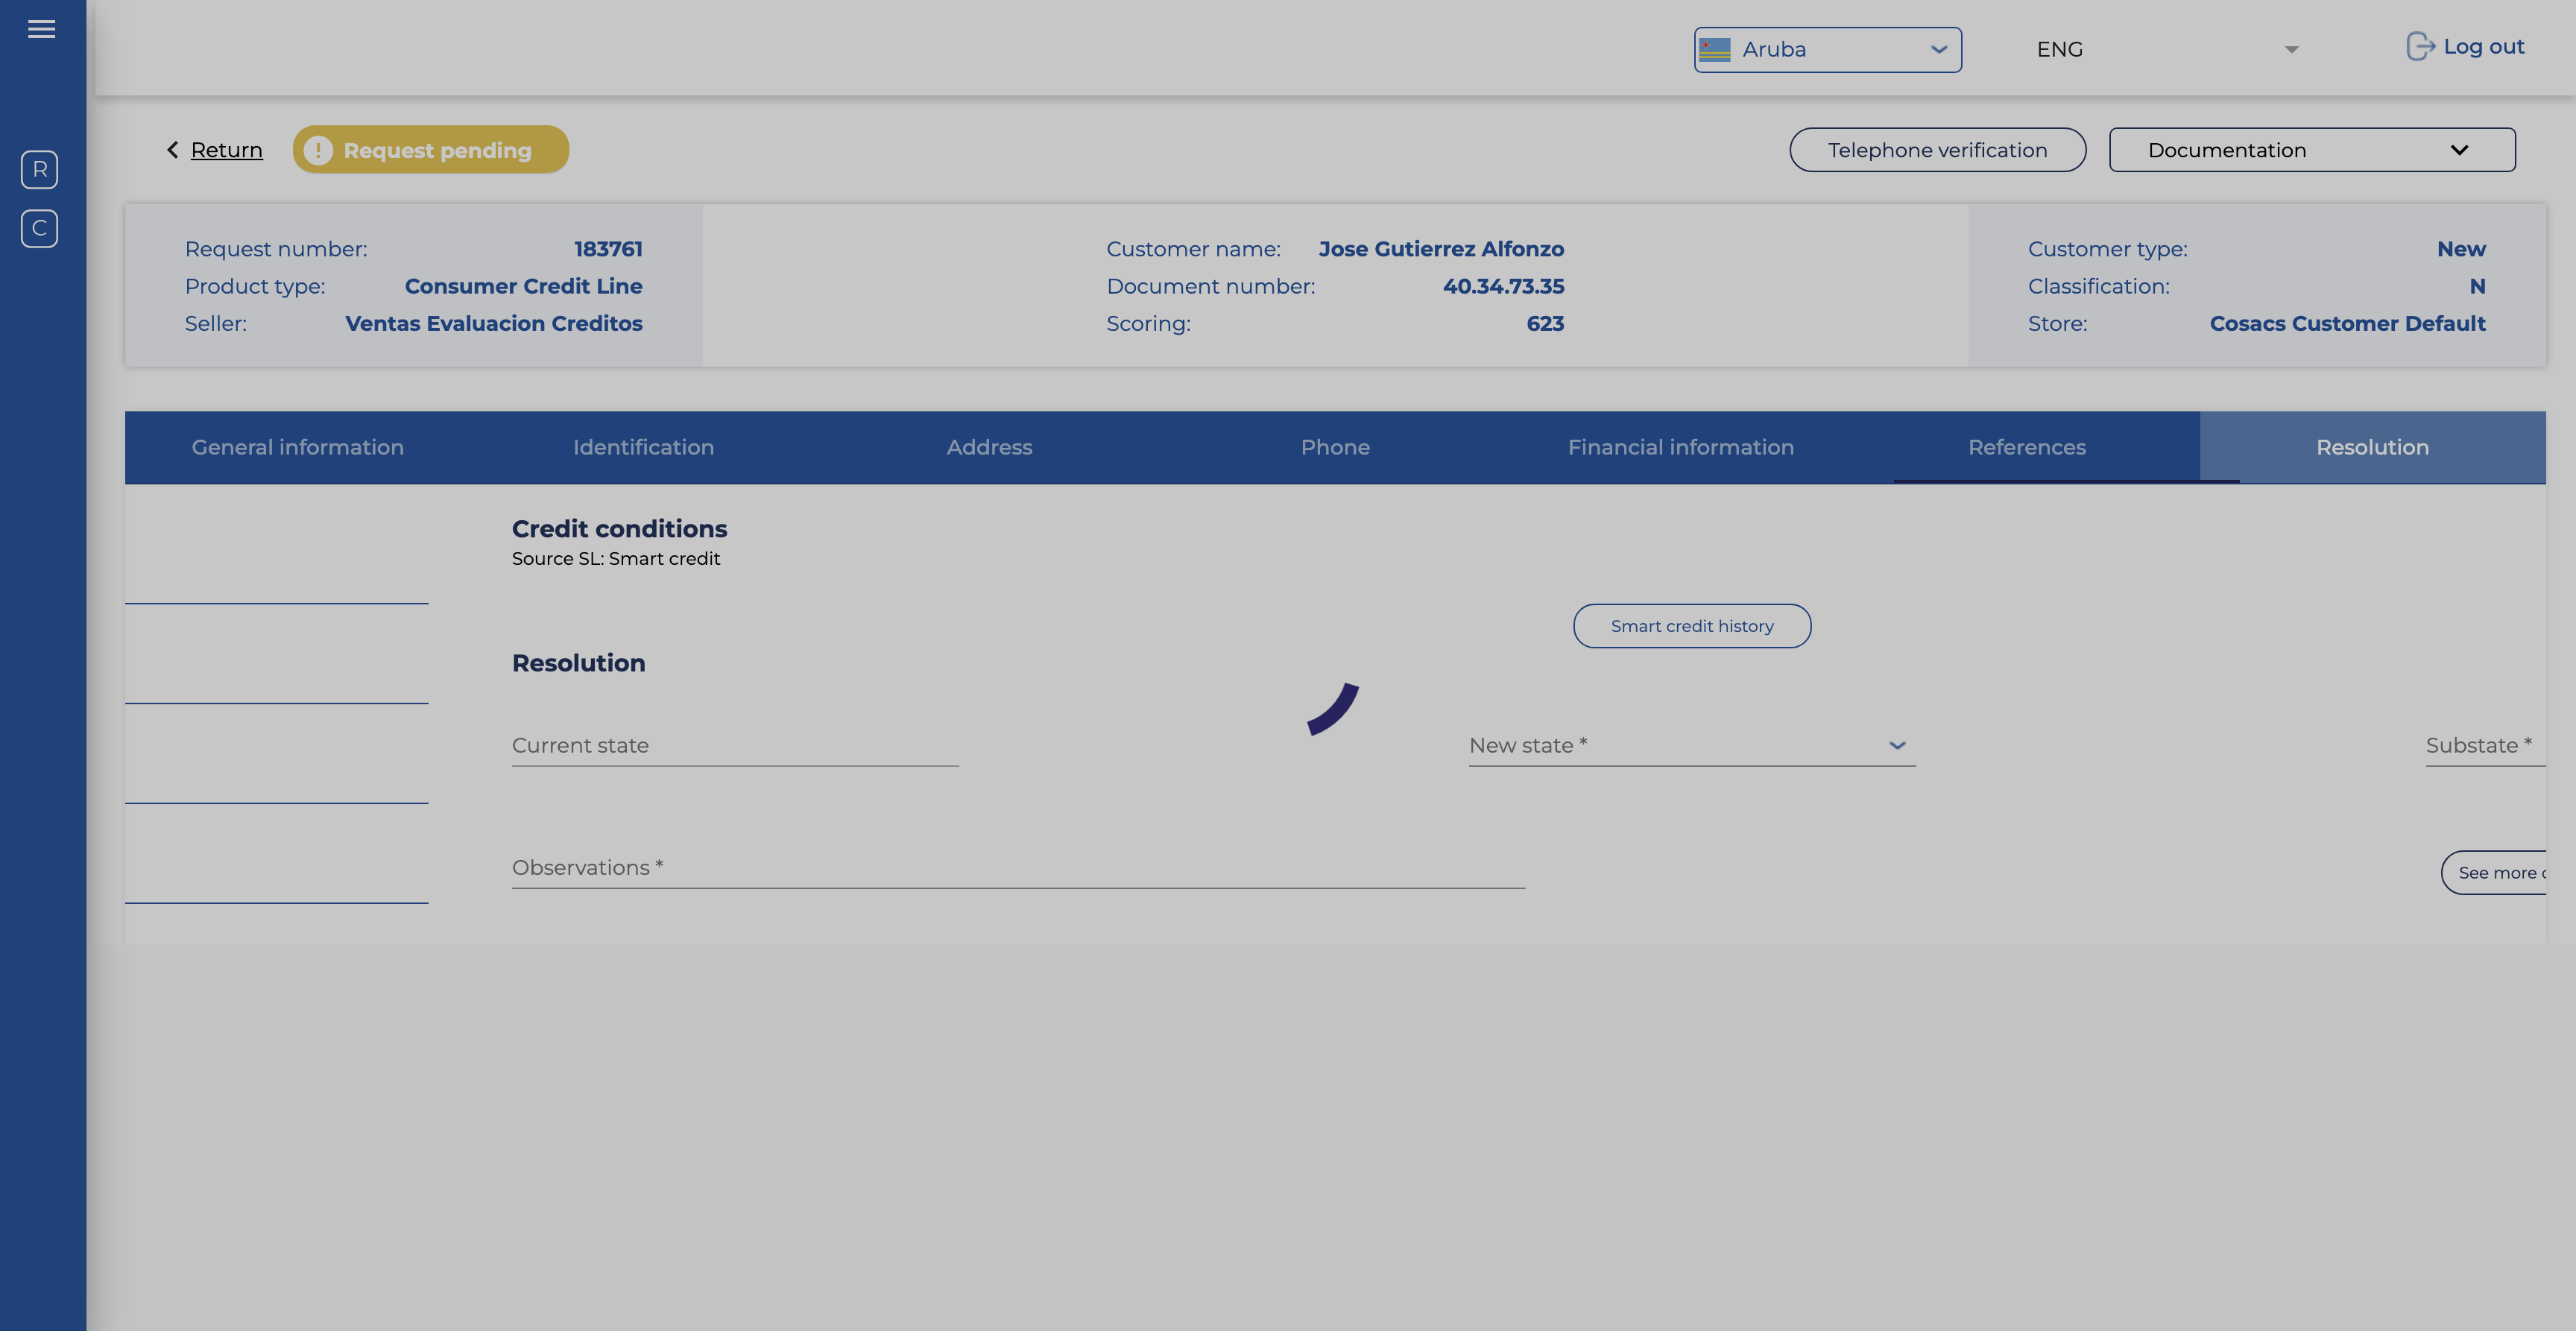 Aruba
ENG
Log out
R
C
Return
Request pending
Telephone verification
Documentation
Request number: 183761
Product type: Consumer Credit Line
Seller: Ventas Evaluacion Creditos
Customer name: Jose Gutierrez Alfonzo
Document number: 40.34.73.35
Scoring: 623
Customer type: New
Classification: N
Store: Cosacs Customer Default
General information
Identification
Address
Phone
Financial information
References
Resolution
Credit conditions
Source SL: Smart credit
Smart credit history
Resolution
Current state
New state *
Substate *
Observations *
See more